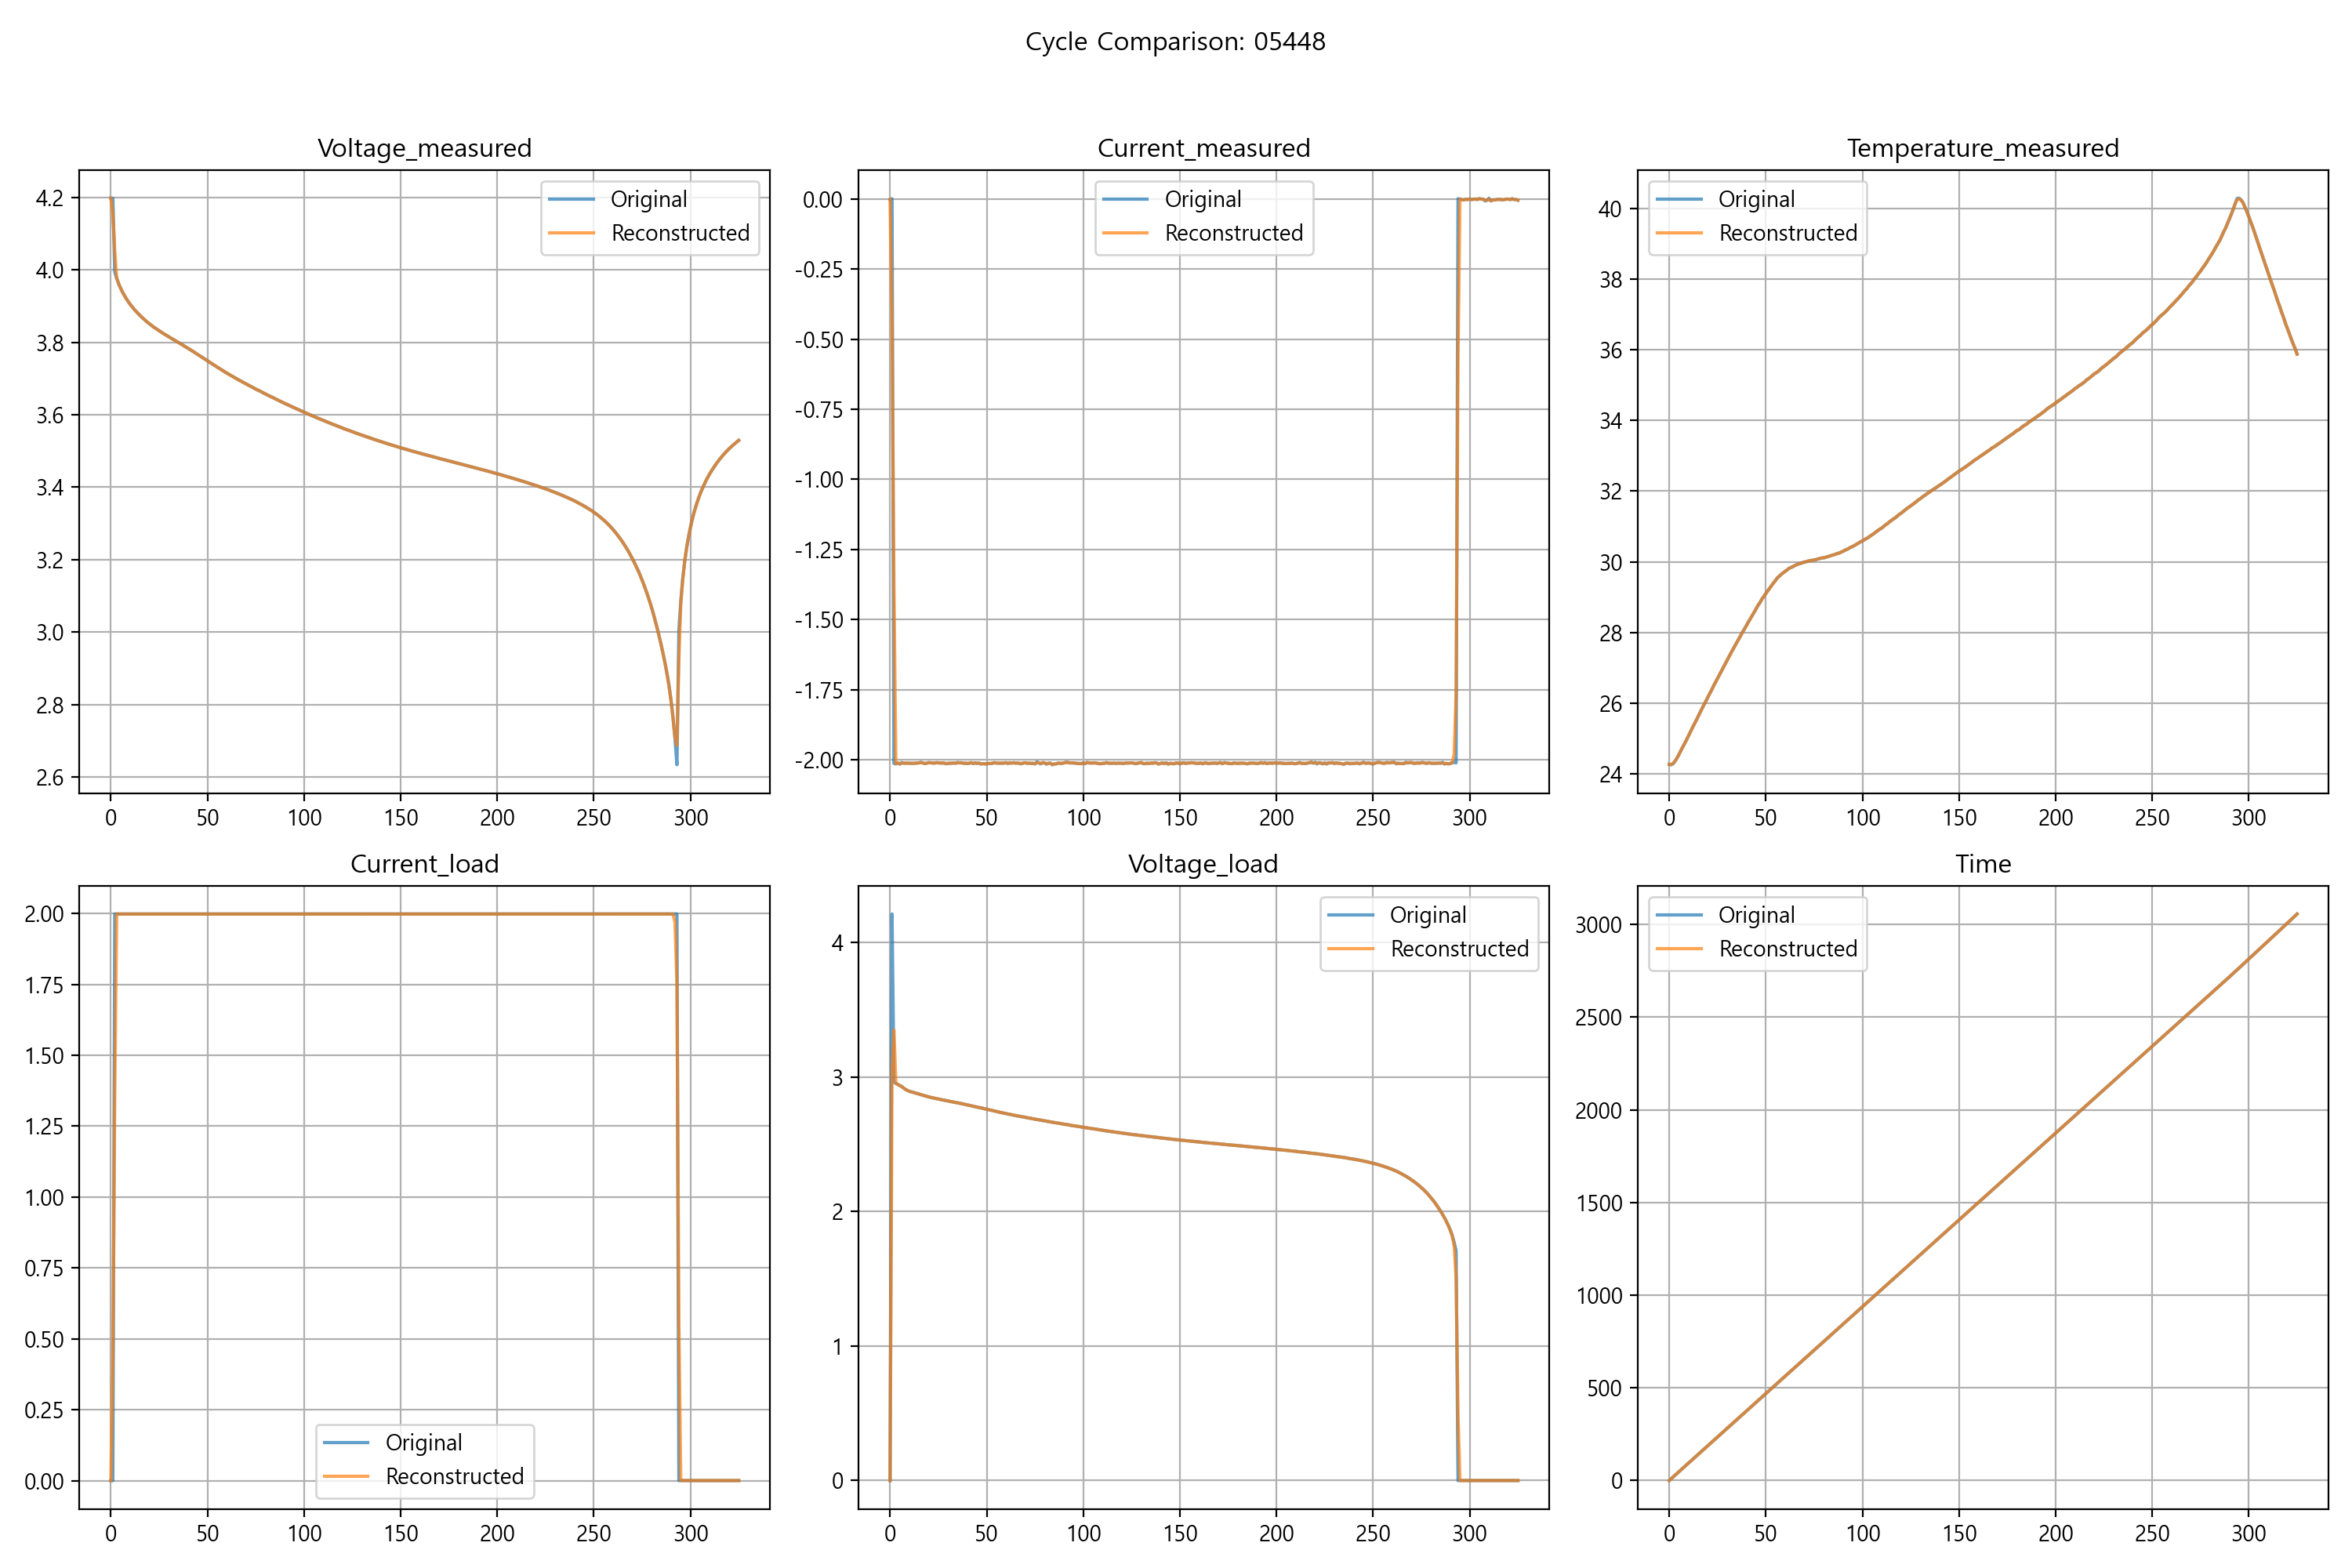 Cycle Comparison: 05448
Voltage_measured
4.2
4.0
3.8
3.6
3.4
3.2
3.0
2.8
2.6
0 50 100 150 200 250 300
Original
Reconstructed
Current_measured
0.00
-0.25
-0.50
-0.75
-1.00
-1.25
-1.50
-1.75
-2.00
0 50 100 150 200 250 300
Original
Reconstructed
Temperature_measured
40
38
36
34
32
30
28
26
24
0 50 100 150 200 250 300
Original
Reconstructed
Current_load
2.00
1.75
1.50
1.25
1.00
0.75
0.50
0.25
0.00
0 50 100 150 200 250 300
Original
Reconstructed
Voltage_load
4
3
2
1
0
0 50 100 150 200 250 300
Original
Reconstructed
Time
3000
2500
2000
1500
1000
500
0
0 50 100 150 200 250 300
Original
Reconstructed